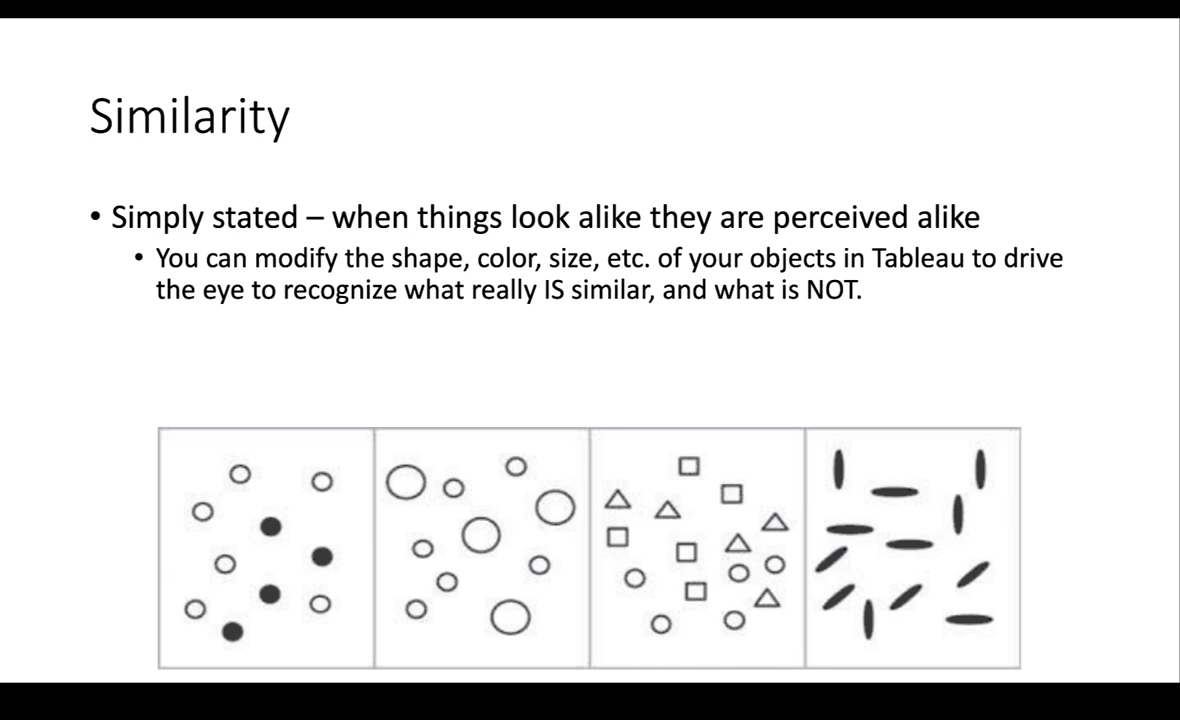 Similarity
• Simply stated – when things look alike they are perceived alike
• You can modify the shape, color, size, etc. of your objects in Tableau to drive
the eye to recognize what really IS similar, and what is NOT.